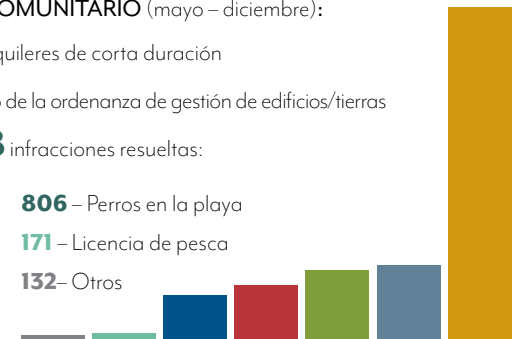 OMUNITARIO (mayo – diciembre):
quileres de corta duración
de la ordenanza de gestión de edificios/tierras
infracciones resueltas:
806 – Perros en la playa
171 – Licencia de pesca
132– Otros